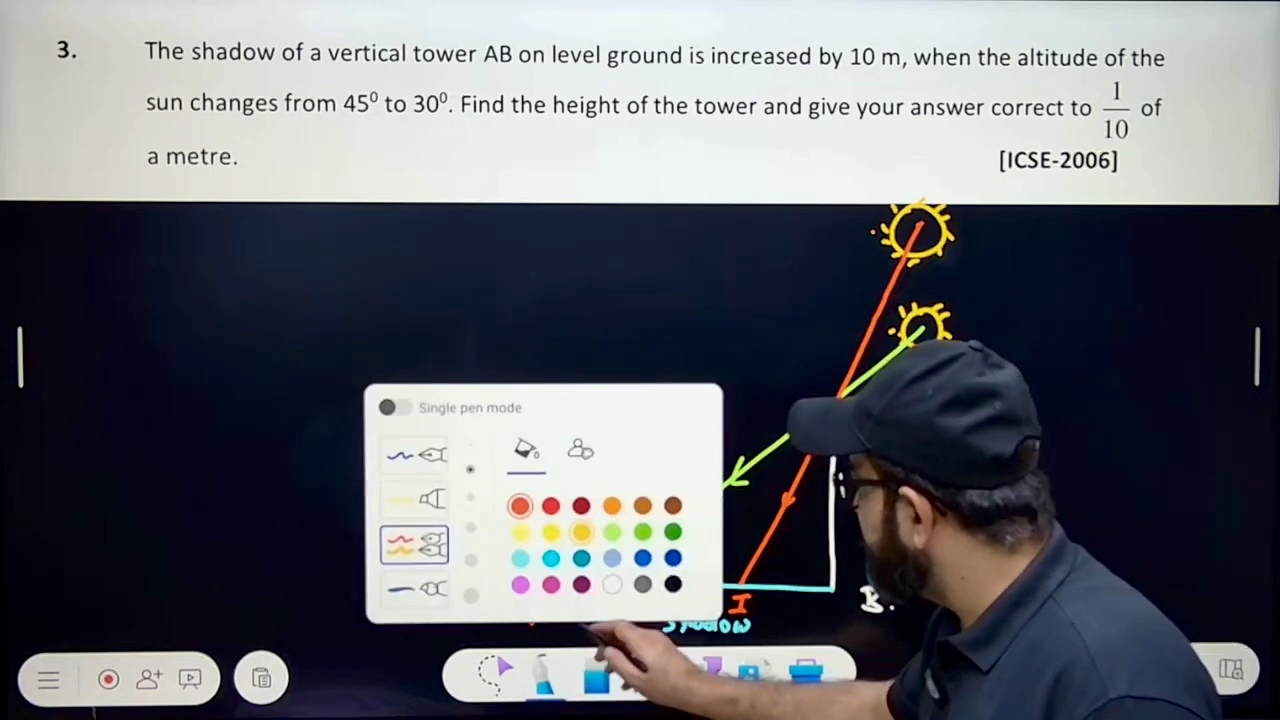 3. The shadow of a vertical tower AB on level ground is increased by 10 m, when the altitude of the
sun changes from 45⁰ to 30⁰. Find the height of the tower and give your answer correct to 1/10 of
a metre. [ICSE-2006]
Single pen mode
I
B.
shadow